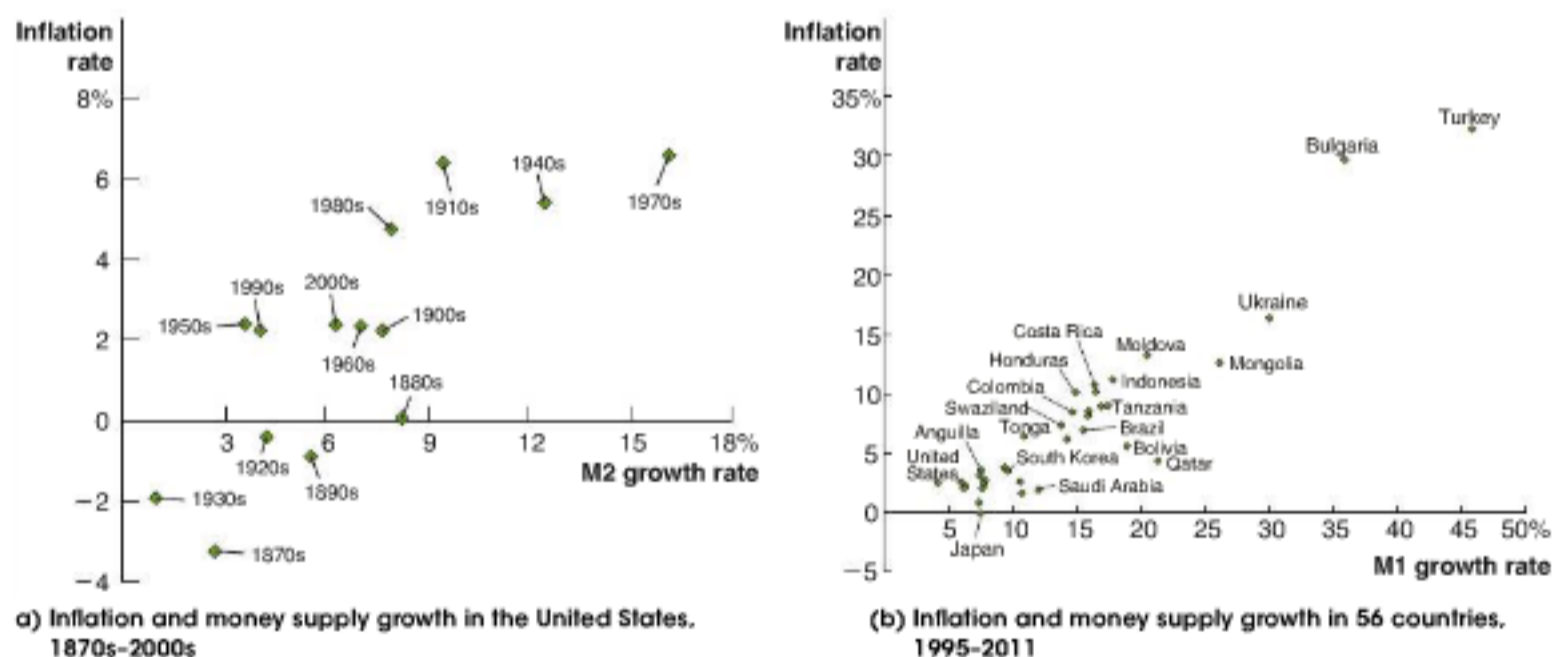 Inflation
rate
8%
6
4
2
0
−2
−4
3
6
9
12
15
18%
M2 growth rate
1940s
1980s
1910s
1970s
1990s
2000s
1950s
1900s
1960s
1880s
1920s
1890s
1930s
1870s
a) Inflation and money supply growth in the United States,
1870s–2000s
Inflation
rate
35%
30
25
20
15
10
5
0
−5
5
10
15
20
25
30
35
40
45
50%
M1 growth rate
Turkey
Bulgaria
Ukraine
Costa Rica
Moldova
Honduras
Mongolia
Colombia
Indonesia
Swaziland
Tanzania
Tonga
Brazil
Anguilla
Bolivia
United
States
South Korea
Qatar
Saudi Arabia
Japan
(b) Inflation and money supply growth in 56 countries,
1995–2011